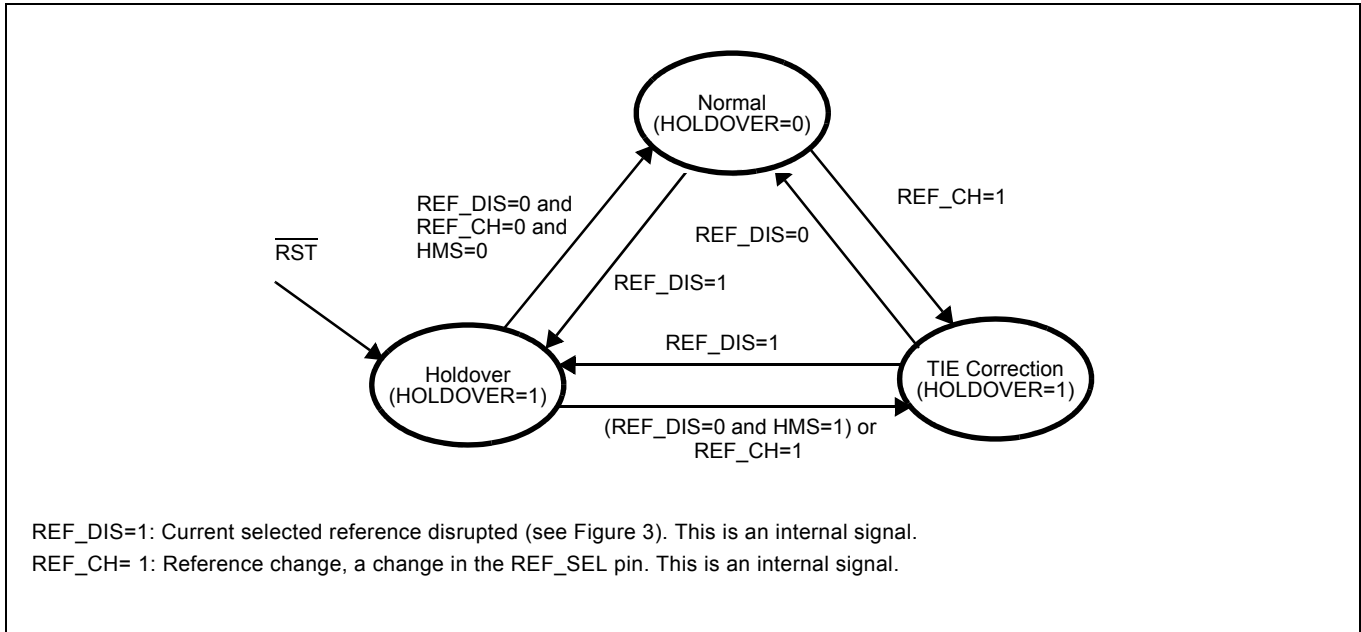 Normal
(HOLDOVER=0)
REF_CH=1
REF_DIS=0 and
REF_CH=0 and
HMS=0
REF_DIS=0
RST
REF_DIS=1
REF_DIS=1
Holdover
(HOLDOVER=1)
TIE Correction
(HOLDOVER=1)
(REF_DIS=0 and HMS=1) or
REF_CH=1
REF_DIS=1: Current selected reference disrupted (see Figure 3). This is an internal signal.
REF_CH= 1: Reference change, a change in the REF_SEL pin. This is an internal signal.